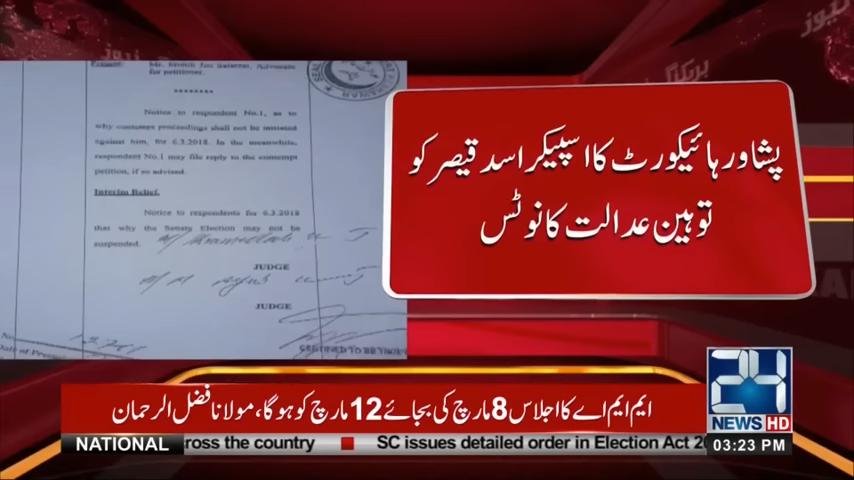 for petitioner.
********
Notice to respondent No.1, as to
why contempt proceedings shall not be initiated
against him, for 6.3.2018. In the meanwhile,
respondent No.1 may file reply to the contempt
petition, if so advised.
Interim Relief.
Notice to respondents for 6.3.2018
that why the Senate Election may not be
suspended.
JUDGE
JUDGE
پشاور ہائیکورٹ کا اسپیکر اسد قیصر کو
توہین عدالت کا نوٹس
ایم ایم اے کا اجلاس 8 مارچ کی بجائے 12 مارچ کو ہوگا، مولانا فضل الرحمان
24
NEWS HD
NATIONAL
cross the country
SC issues detailed order in Election Act 20
03:23 PM